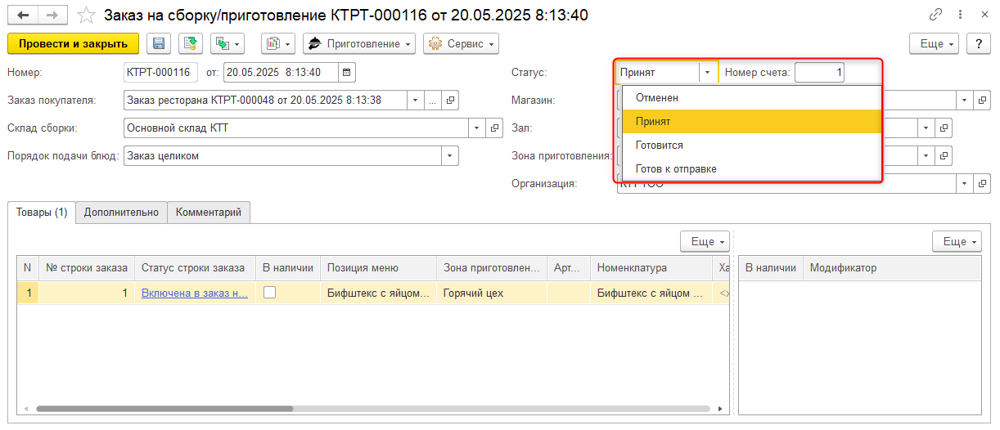 Заказ на сборку/приготовление КТРТ-000116 от 20.05.2025 8:13:40
Провести и закрыть Приготовление Сервис Еще ?
Номер: КТРТ-000116 от: 20.05.2025 8:13:40 Статус: Принят Номер счета: 1
Заказ покупателя: Заказ ресторана КТРТ-000048 от 20.05.2025 8:13:38 ... Магазин:
Отменен
Склад сборки: Основной склад КТТ Зал:
Принят
Порядок подачи блюд: Заказ целиком Зона приготовления:
Готовится
Готов к отправке
Организация:
Товары (1) Дополнительно Комментарий
Еще Еще
N № строки заказа Статус строки заказа В наличии Позиция меню Зона приготовлен... Арт... Номенклатура Ха В наличии Модификатор
1 1 Включена в заказ н... Бифштекс с яйцом... Горячий цех Бифштекс с яйцом ...